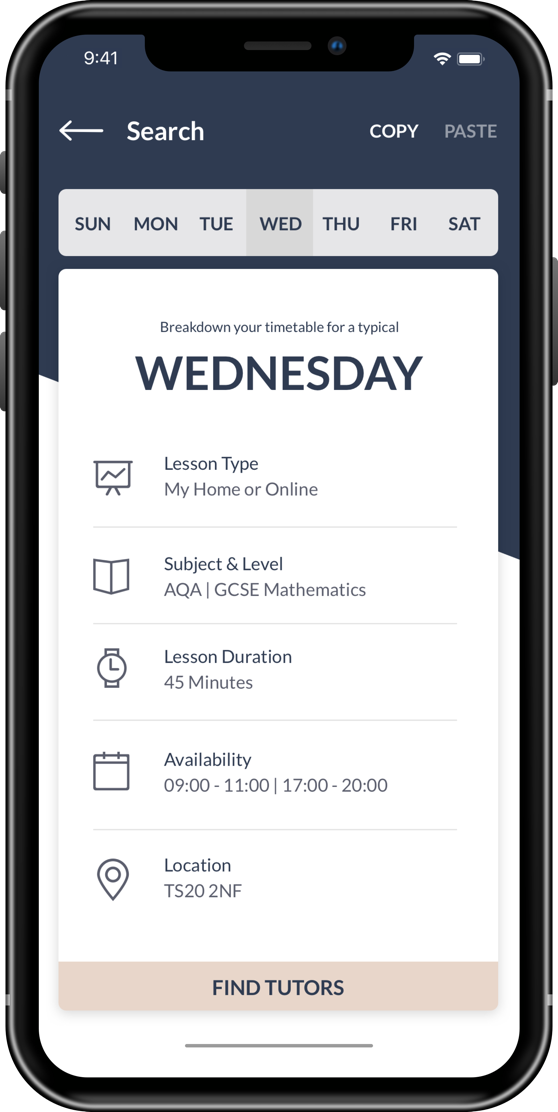 9:41
Search COPY PASTE
SUN MON TUE WED THU FRI SAT
Breakdown your timetable for a typical
WEDNESDAY
Lesson Type
My Home or Online
Subject & Level
AQA | GCSE Mathematics
Lesson Duration
45 Minutes
Availability
09:00 - 11:00 | 17:00 - 20:00
Location
TS20 2NF
FIND TUTORS